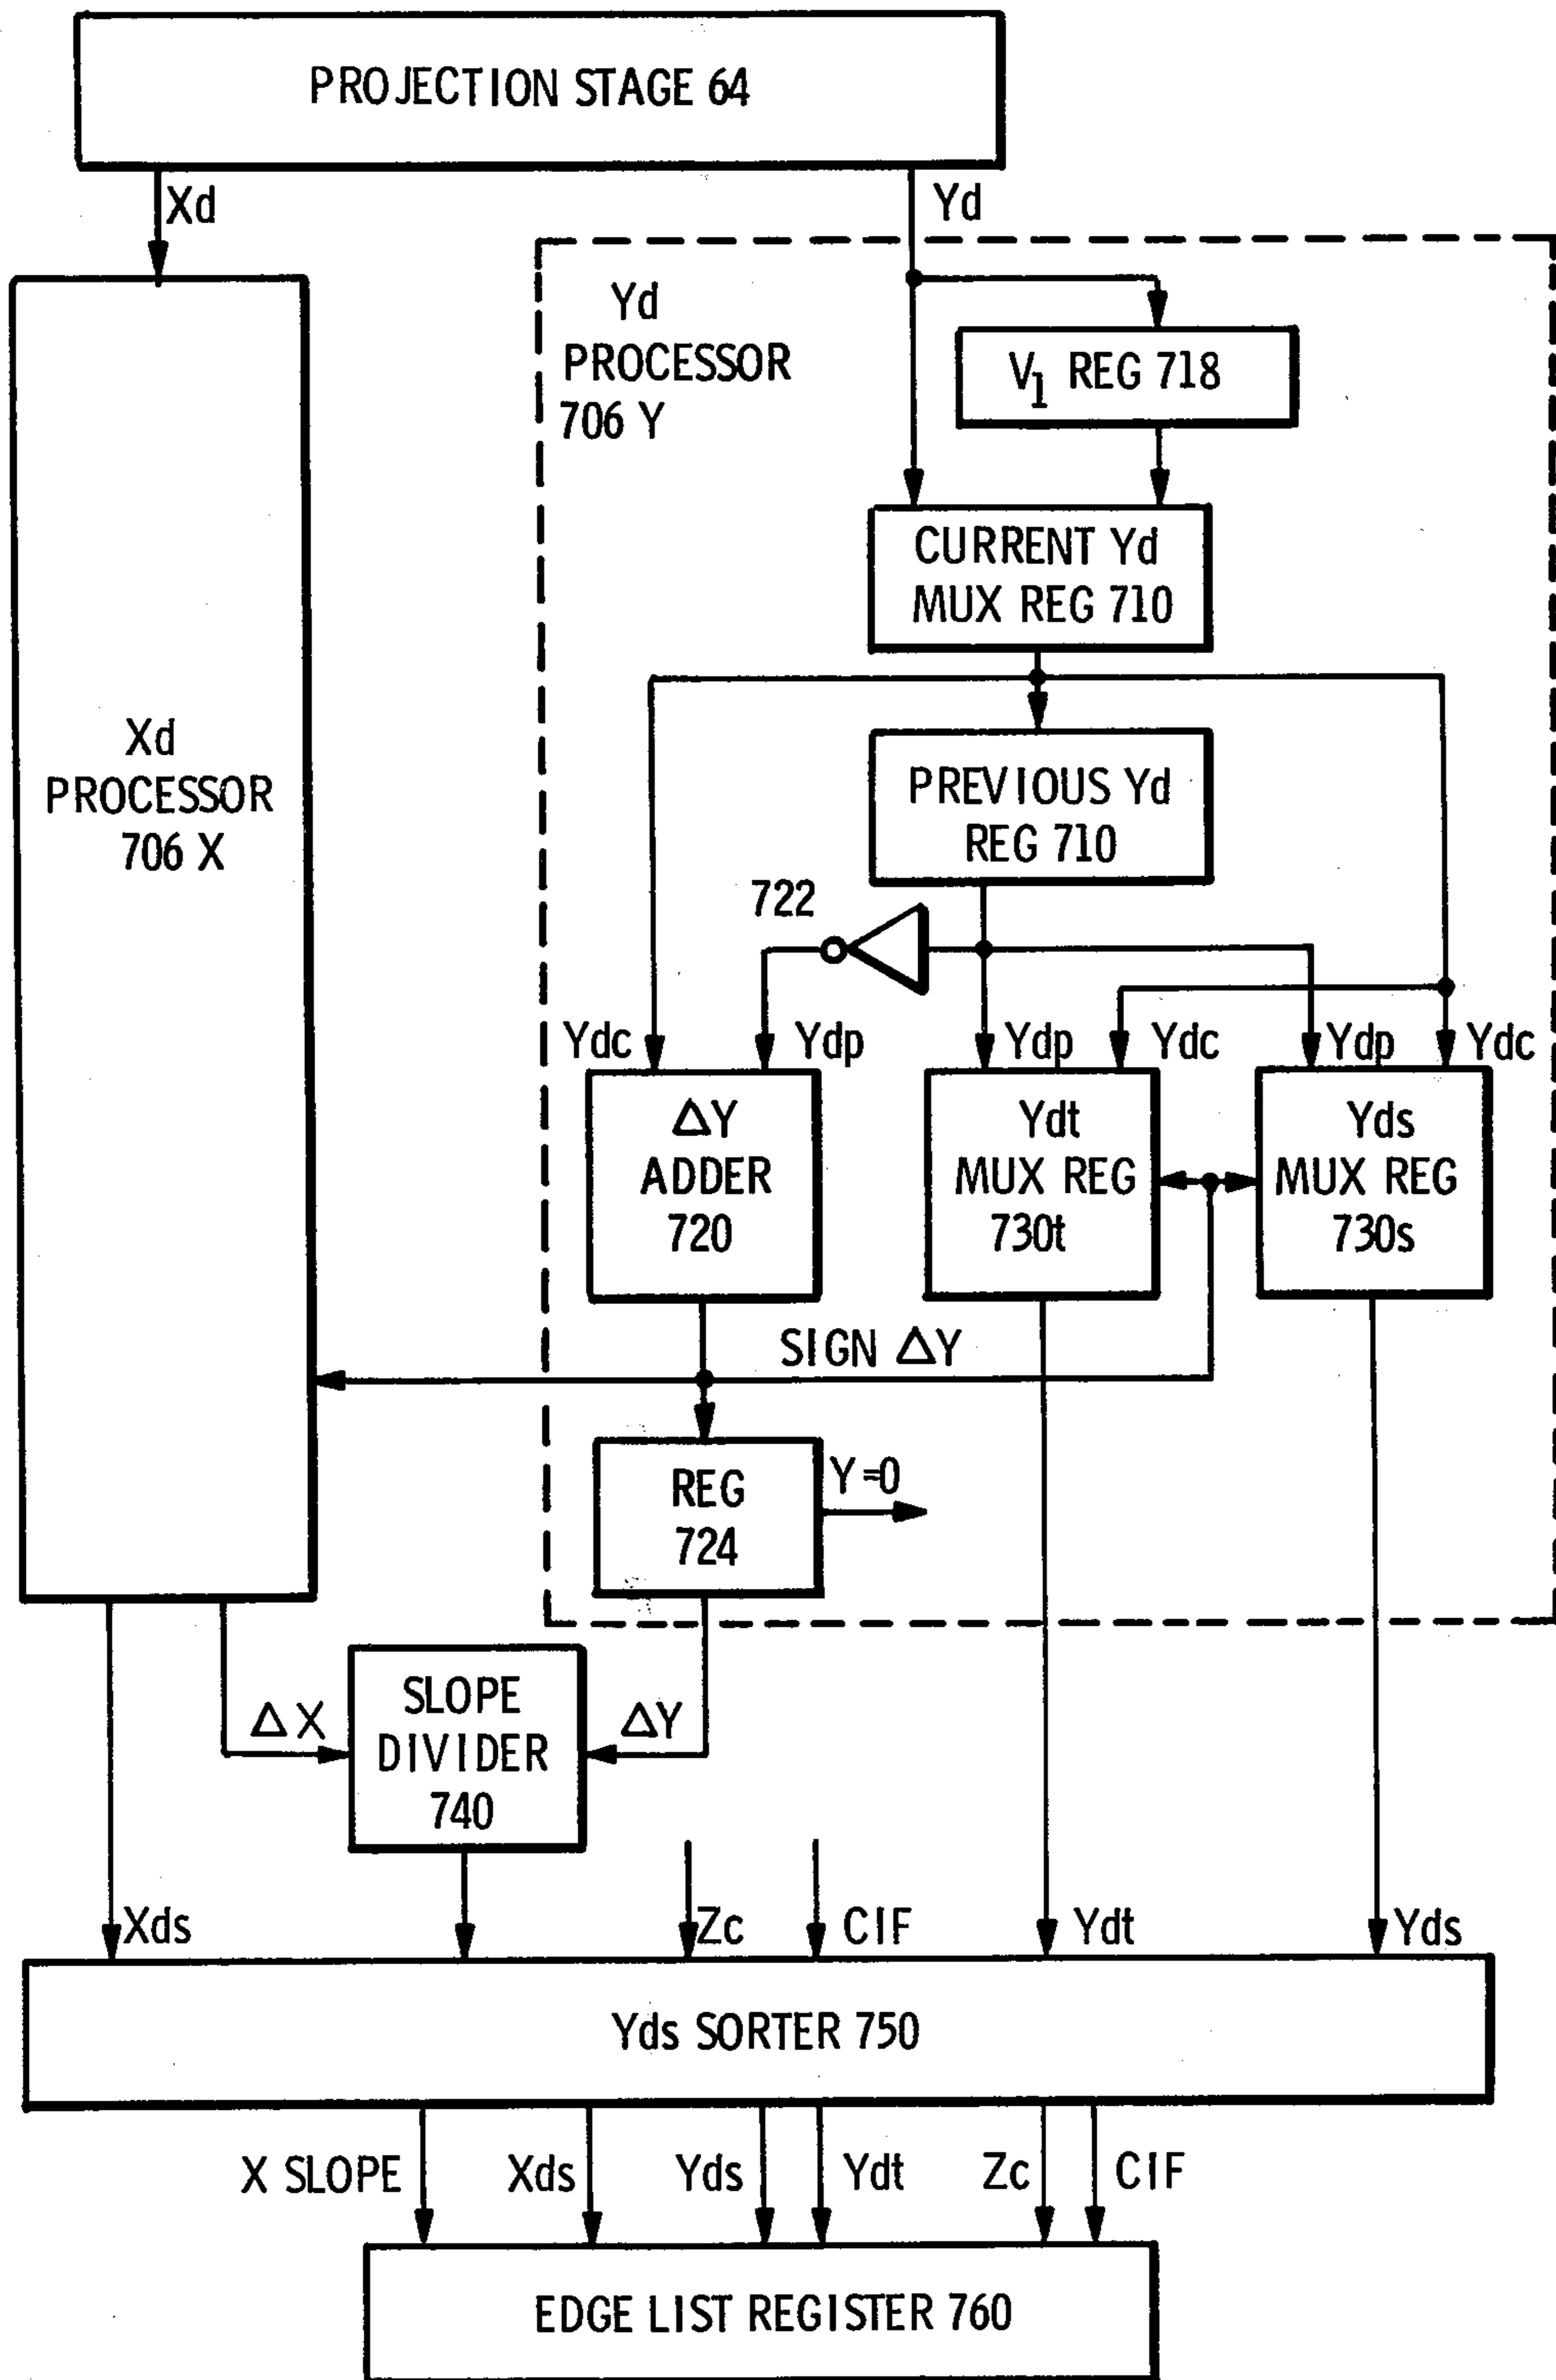 PROJECTION STAGE 64
Xd
Yd
Yd
PROCESSOR
706 Y
V1 REG 718
CURRENT Yd
MUX REG 710
Xd
PROCESSOR
706 X
PREVIOUS Yd
REG 710
722
Ydc
Ydp
Ydp
Ydc
Ydp
Ydc
ΔY
ADDER
720
Ydt
MUX REG
730t
Yds
MUX REG
730s
SIGN ΔY
REG
724
Y=0
ΔX
SLOPE
DIVIDER
740
ΔY
Xds
Zc
CIF
Ydt
Yds
Yds SORTER 750
X SLOPE
Xds
Yds
Ydt
Zc
CIF
EDGE LIST REGISTER 760